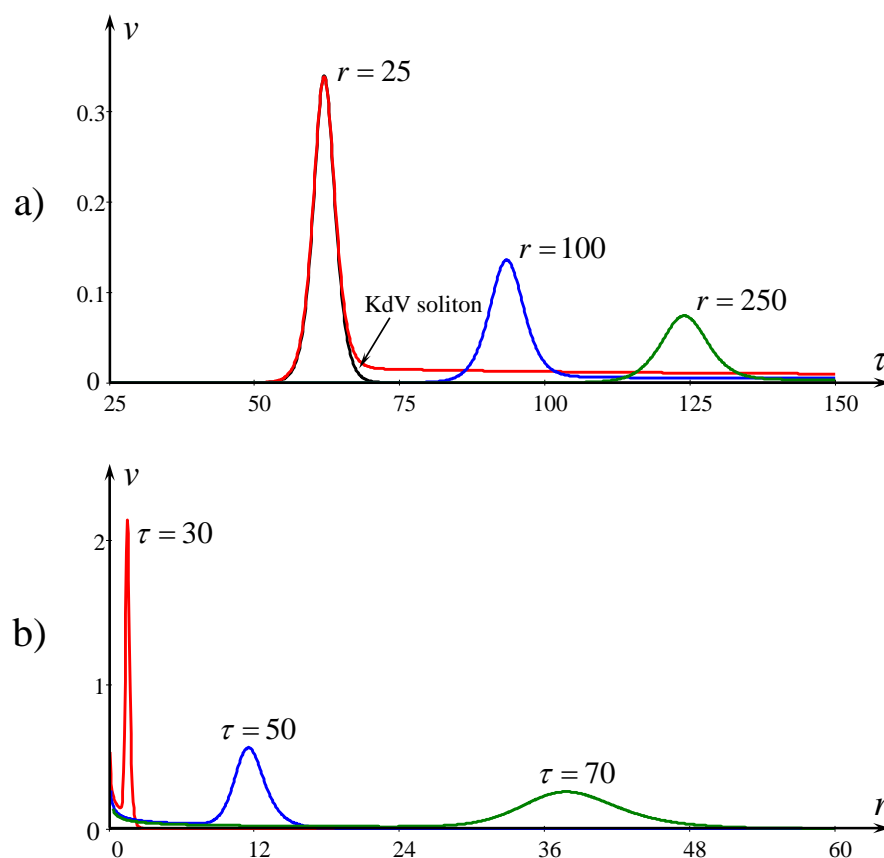 v
r = 25
0.3
a)
0.2
r = 100
KdV soliton
r = 250
0.1
0
τ
25 50 75 100 125 150
v
τ = 30
2
b)
1
τ = 50
τ = 70
0
r
0 12 24 36 48 60